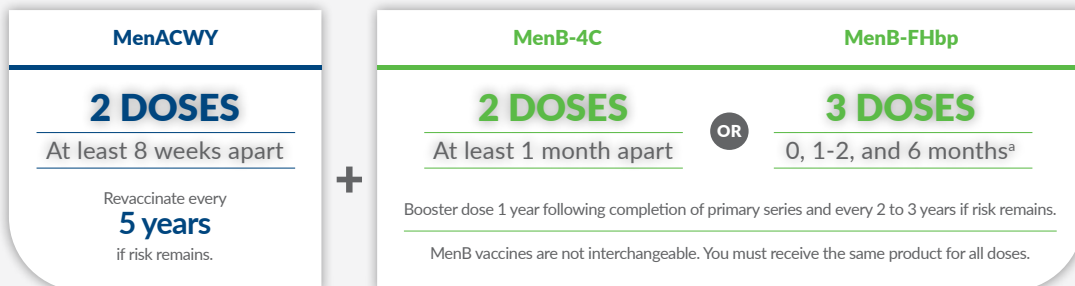 MenACWY
2 DOSES
At least 8 weeks apart
Revaccinate every
5 years
if risk remains.
+
MenB-4C
2 DOSES
At least 1 month apart
OR
MenB-FHbp
3 DOSES
0, 1-2, and 6 monthsᵃ
Booster dose 1 year following completion of primary series and every 2 to 3 years if risk remains.
MenB vaccines are not interchangeable. You must receive the same product for all doses.